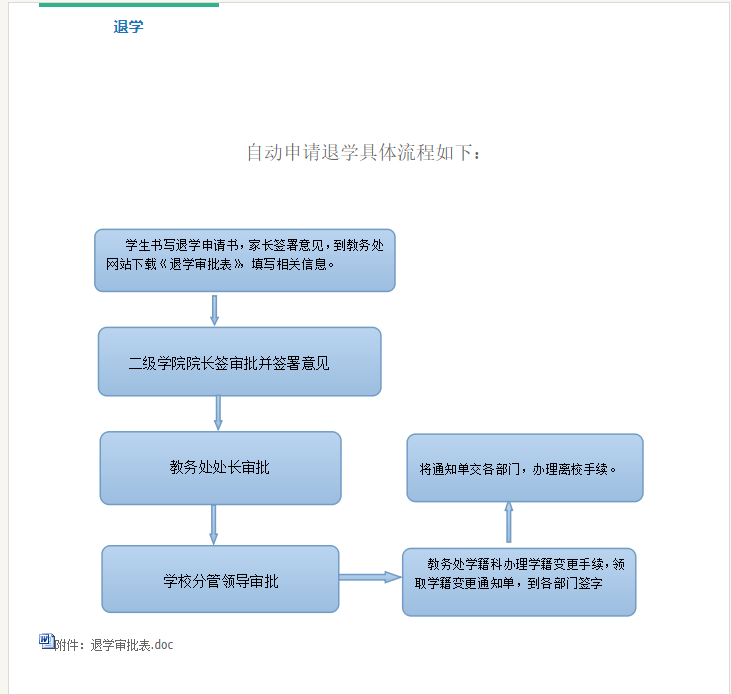 退学
自动申请退学具体流程如下：
学生书写退学申请书，家长签署意见，到教务处
网站下载《退学审批表》，填写相关信息。
二级学院院长签审批并签署意见
教务处处长审批
学校分管领导审批
教务处学籍科办理学籍变更手续，领
取学籍变更通知单，到各部门签字
将通知单交各部门，办理离校手续。
附件：退学审批表.doc